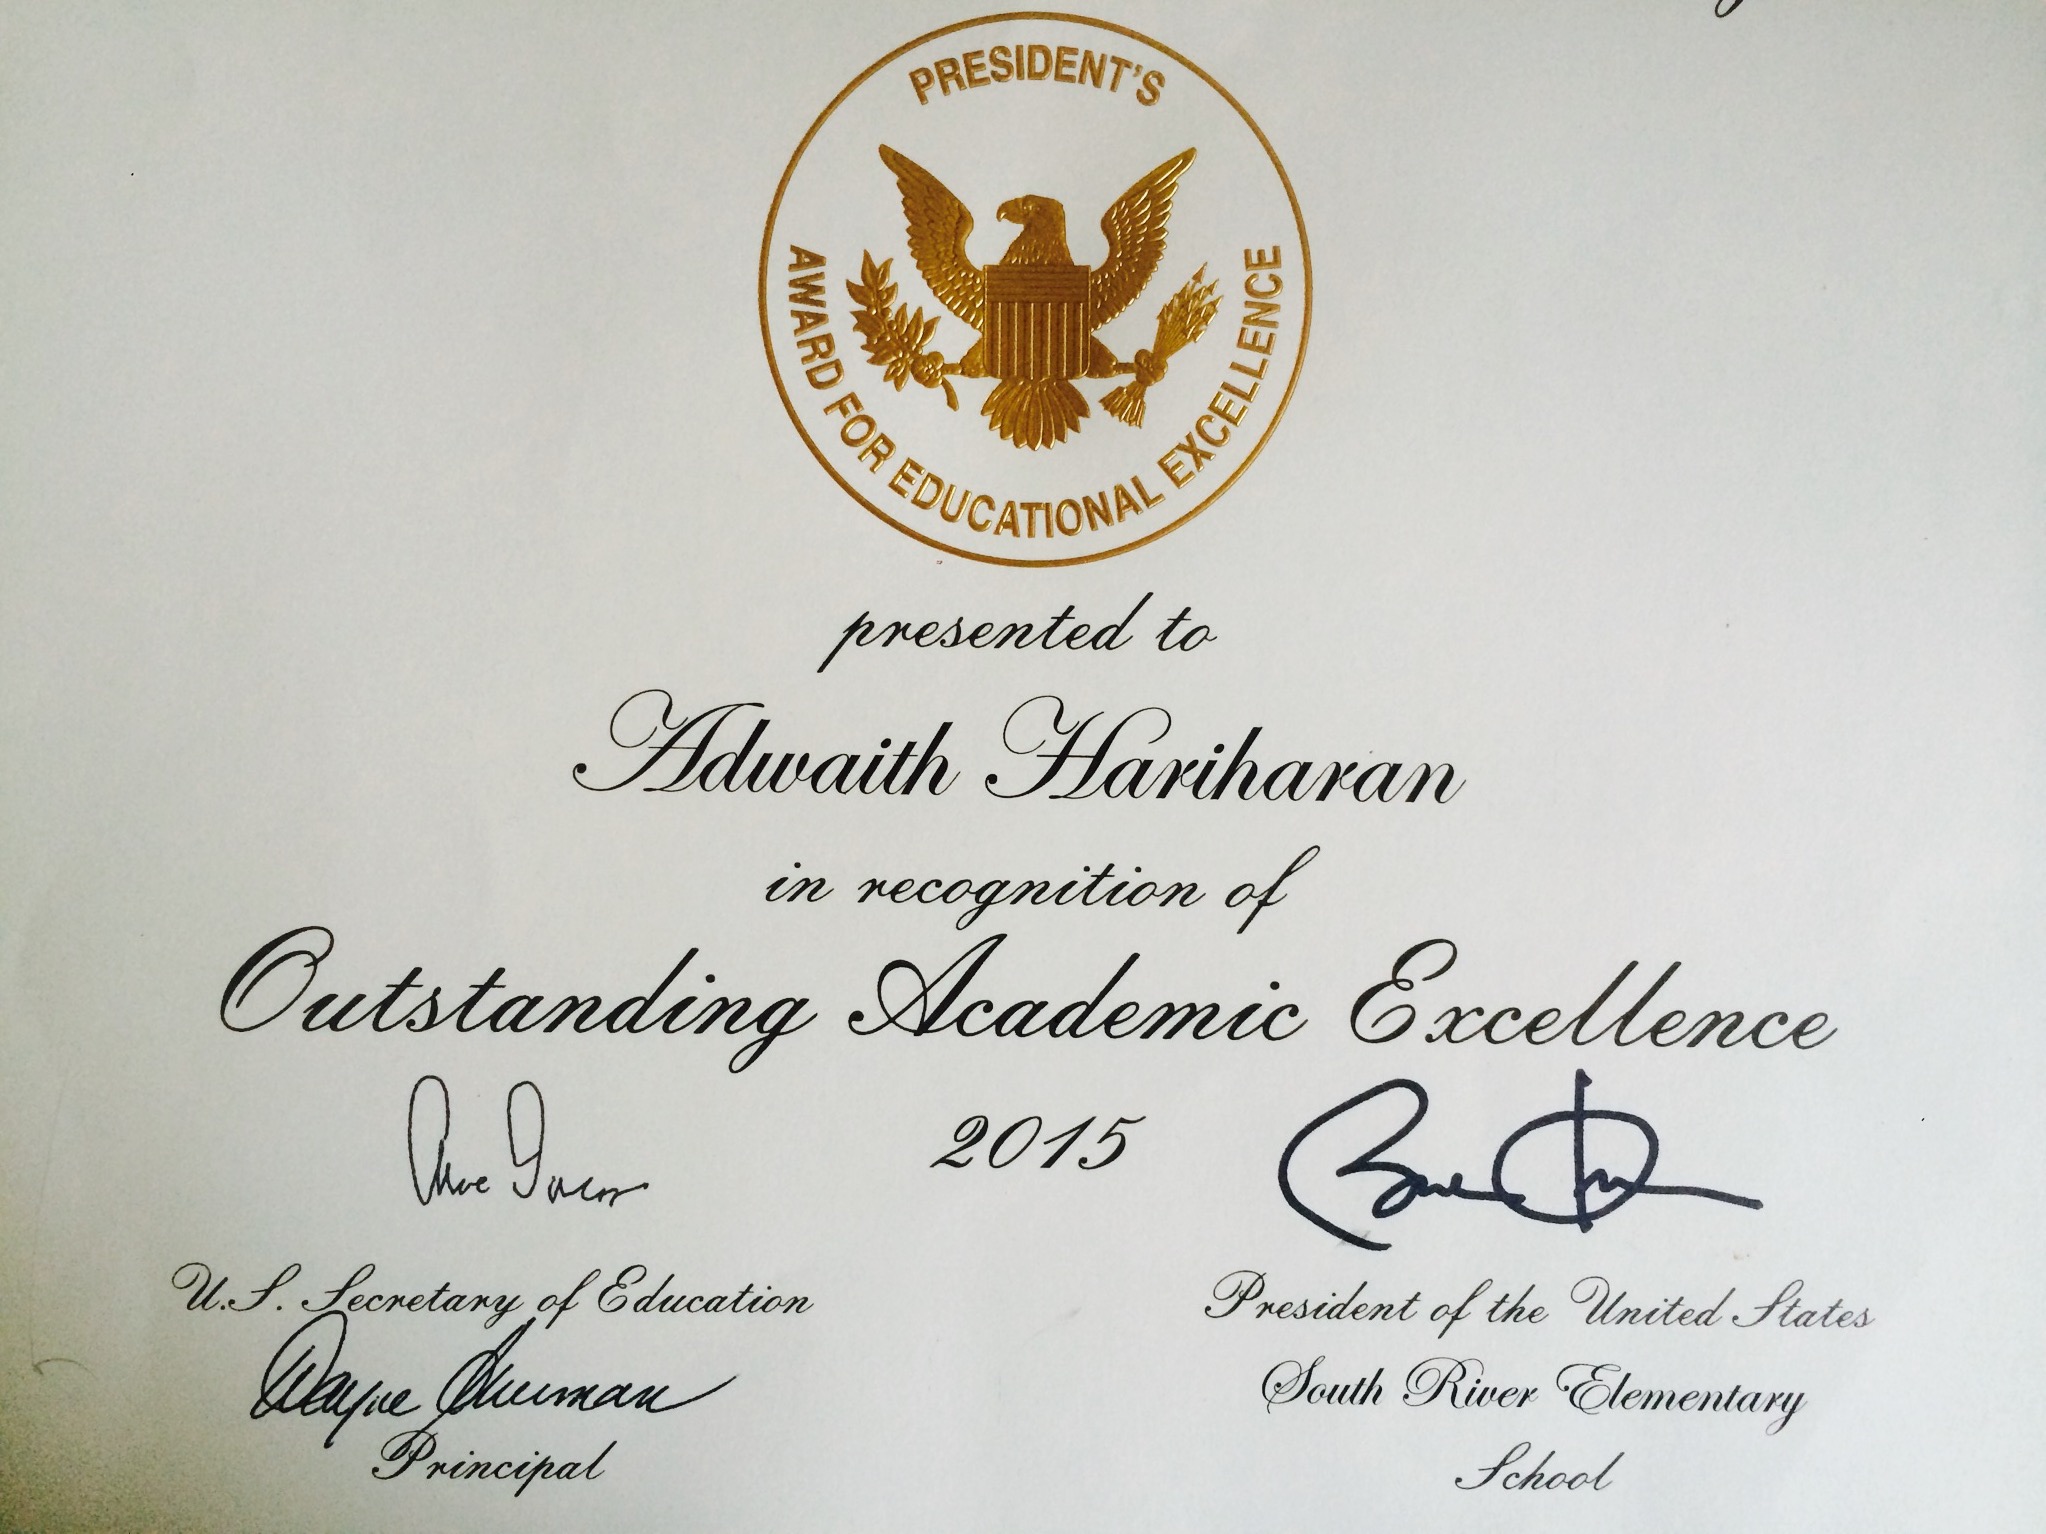 PRESIDENT'S
AWARD FOR EDUCATIONAL EXCELLENCE
presented to
Adwaith Hariharan
in recognition of
Outstanding Academic Excellence
2015
U.S. Secretary of Education
President of the United States
Wayne
Principal
South River Elementary
School